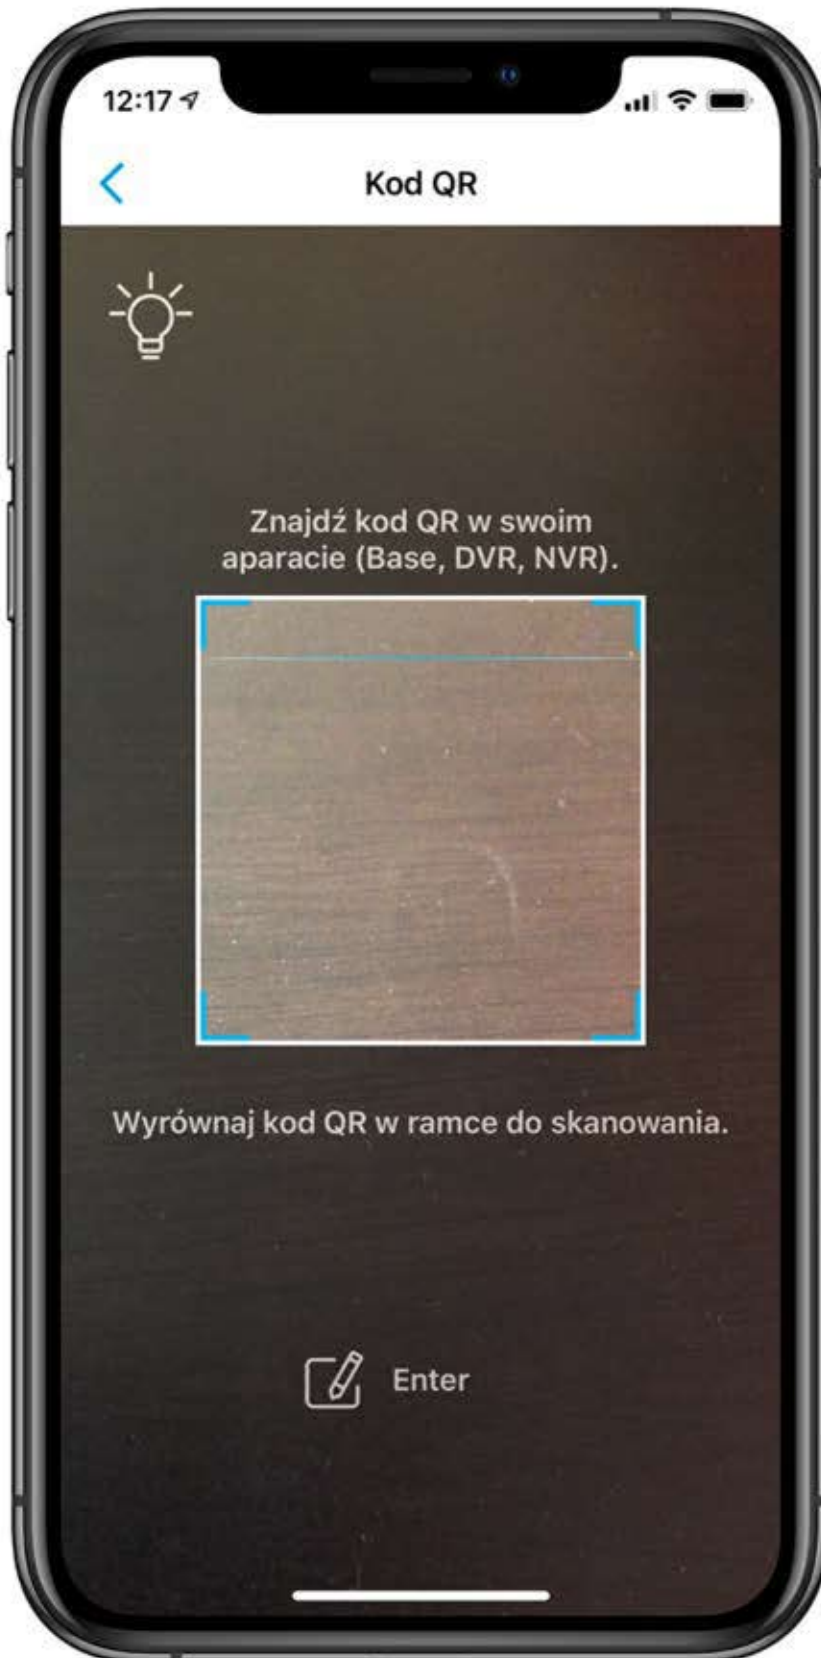 12:17
Kod QR
Znajdź kod QR w swoim
aparacie (Base, DVR, NVR).
Wyrównaj kod QR w ramce do skanowania.
Enter